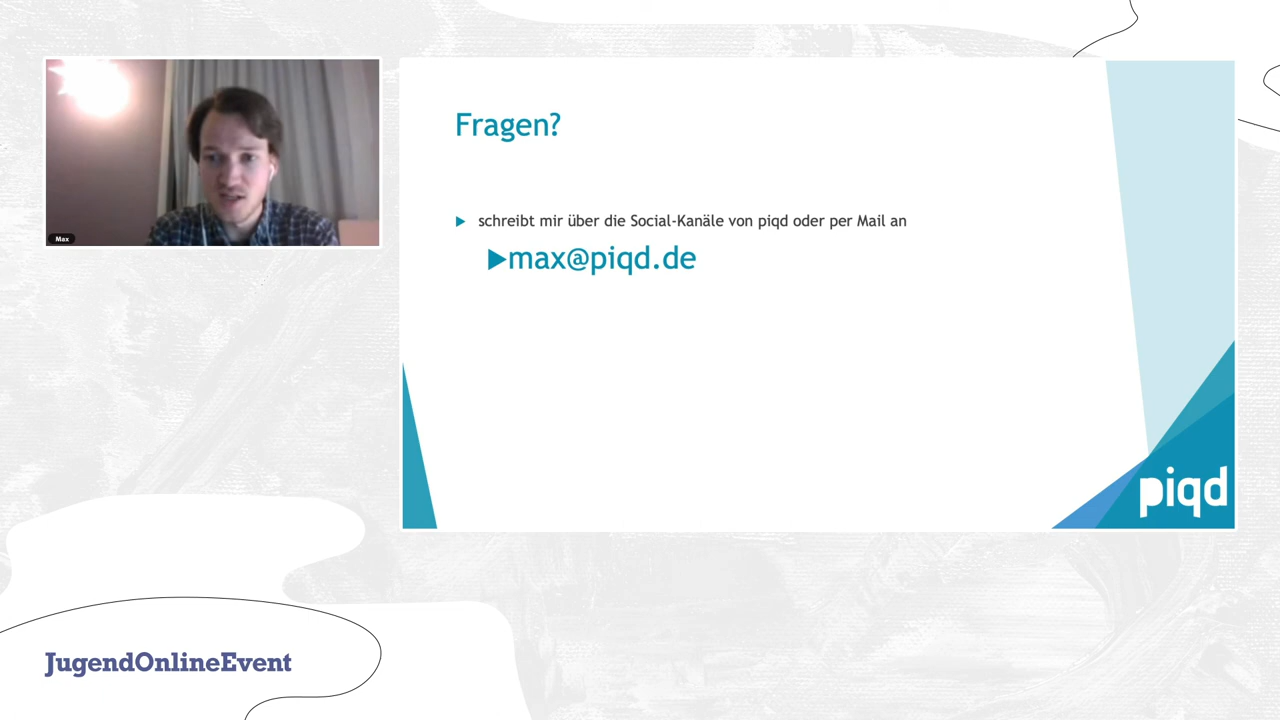 Max
Fragen?
schreibt mir über die Social-Kanäle von piqd oder per Mail an
max@piqd.de
piqd
JugendOnlineEvent